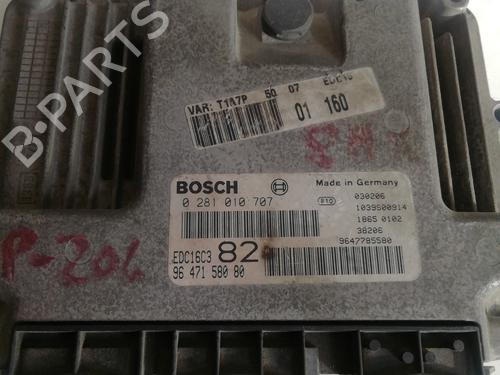 B-PARTS
VAR: T1A7P 50 07 EDC16
01 160
BOSCH
Made in Germany
0 281 010 707
030206
1039S00914
1865 0102
38206
9647785580
EDC16C3 82
96 471 580 80
P-206